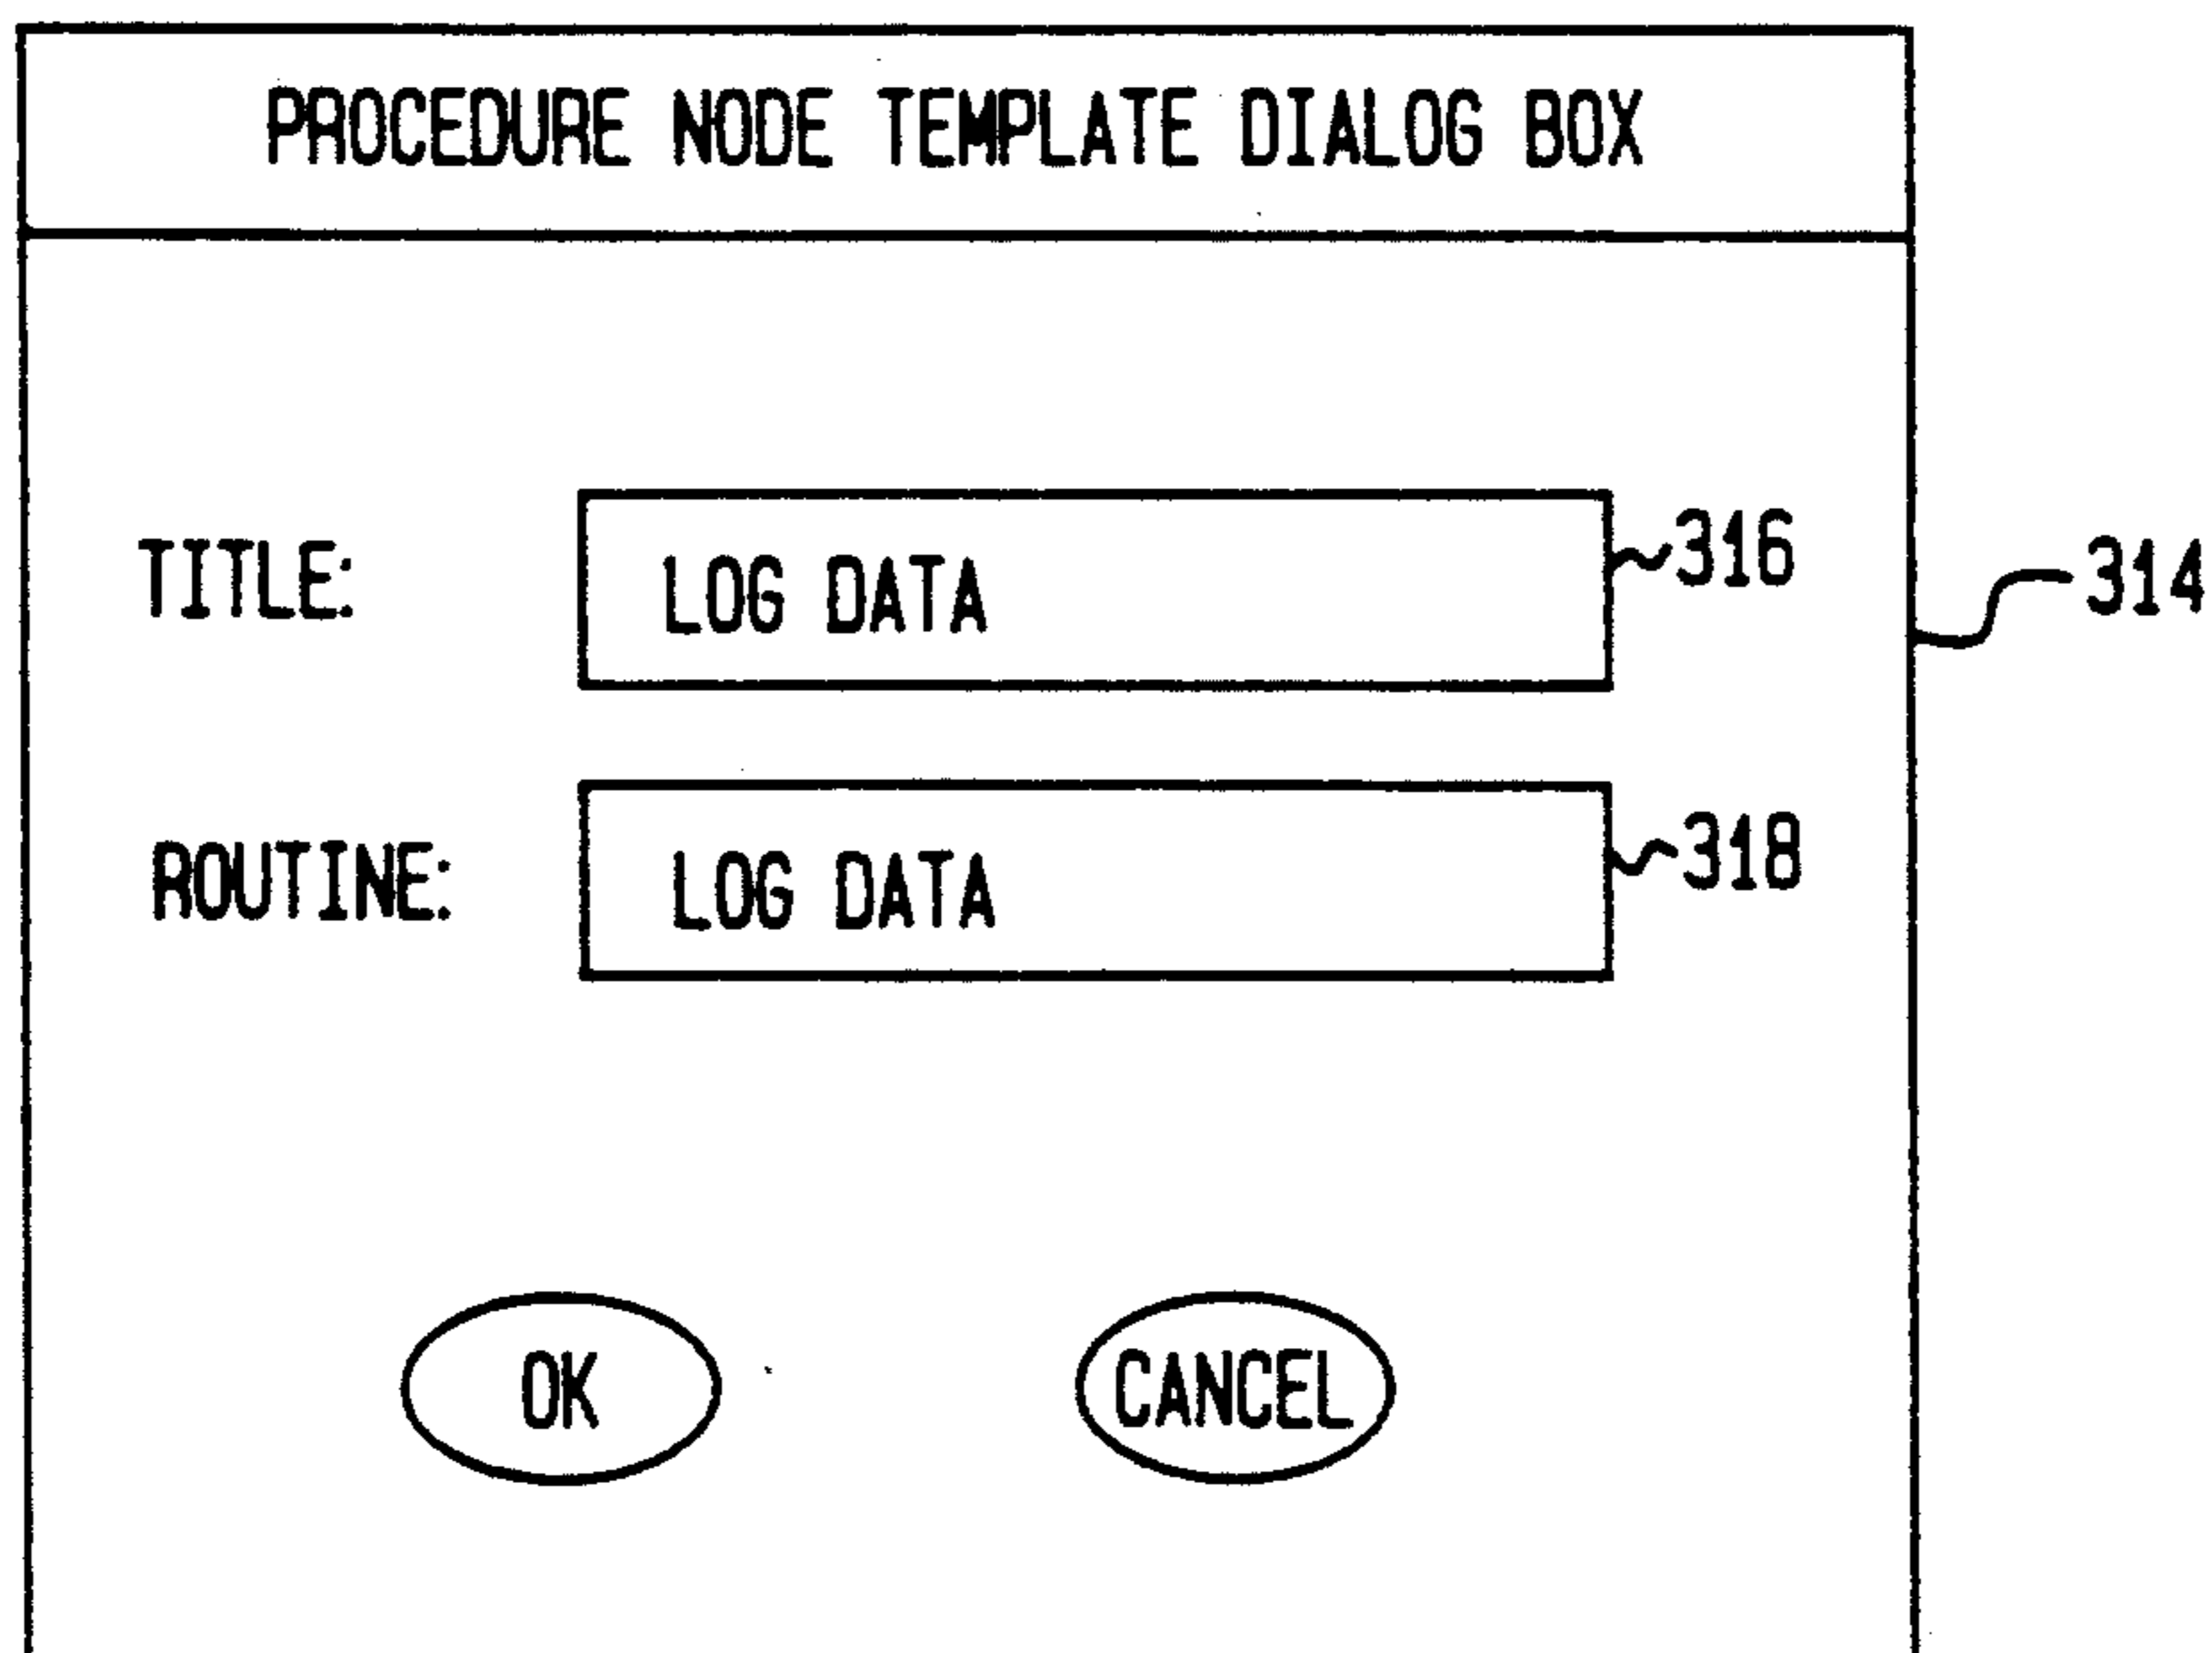 PROCEDURE NODE TEMPLATE DIALOG BOX
TITLE: LOG DATA 316
314
ROUTINE: LOG DATA 318
OK CANCEL